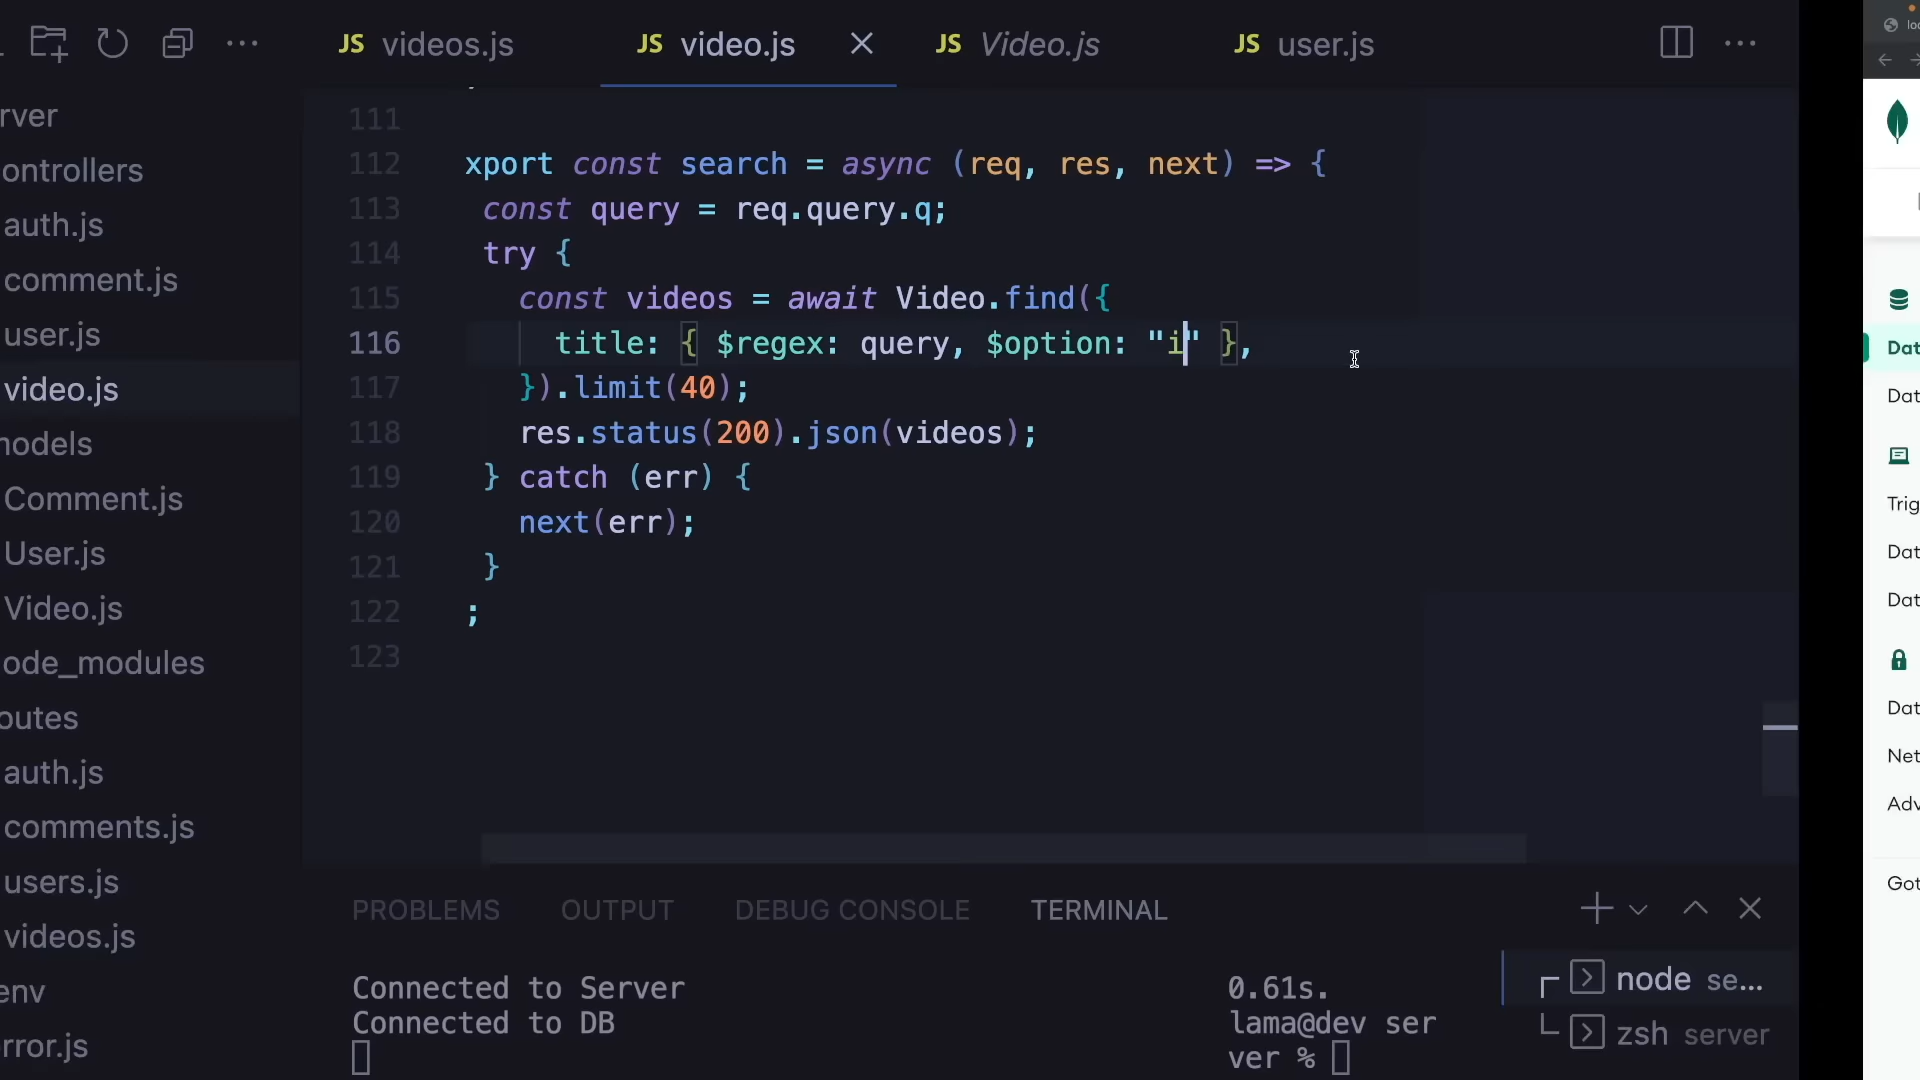 JS videos.js
JS video.js
JS Video.js
JS user.js
rver
ontrollers
auth.js
comment.js
user.js
video.js
nodels
Comment.js
User.js
Video.js
ode_modules
outes
auth.js
comments.js
users.js
videos.js
env
rror.js
111
112 xport const search = async (req, res, next) => {
113 const query = req.query.q;
114 try {
115 const videos = await Video.find({
116 title: { $regex: query, $option: "i" },
117 }).limit(40);
118 res.status(200).json(videos);
119 } catch (err) {
120 next(err);
121 }
122 ;
123
PROBLEMS OUTPUT DEBUG CONSOLE TERMINAL
Connected to Server
Connected to DB
0.61s.
lama@dev ser
ver %
node se...
zsh server
loc
Dat
Dat
Trig
Dat
Dat
Dat
Net
Adv
Got